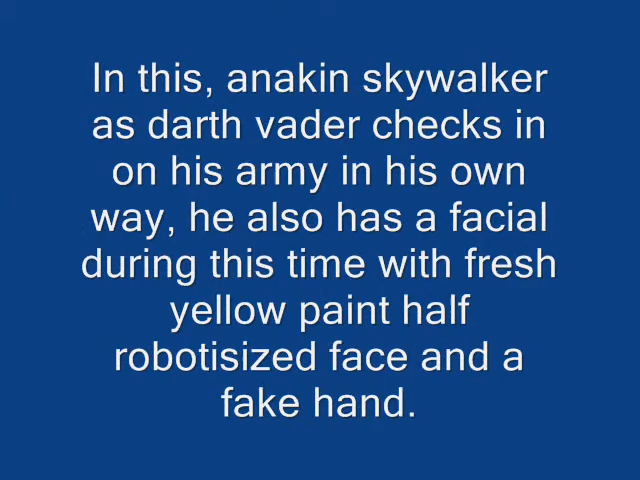 In this, anakin skywalker
as darth vader checks in
on his army in his own
way, he also has a facial
during this time with fresh
yellow paint half
robotisized face and a
fake hand.